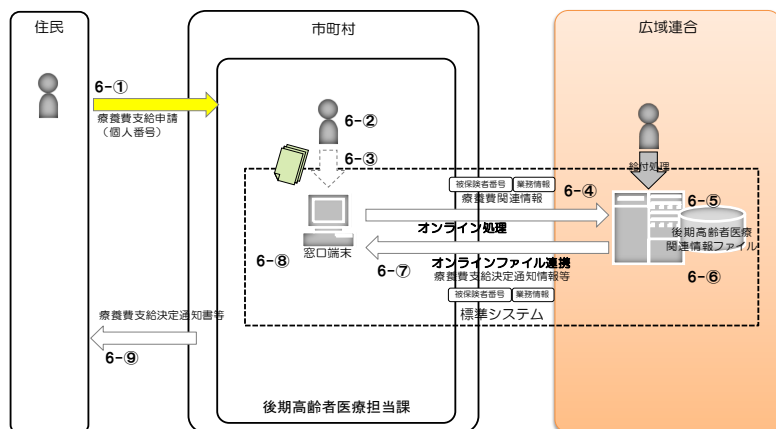 住民
市町村
広域連合
6-①
療養費支給申請
（個人番号）
6-②
6-③
給付処理
被保険者番号 業務情報
療養費関連情報
6-④
オンライン処理
6-⑤
後期高齢者医療
関連情報ファイル
6-⑥
オンラインファイル連携
療養費支給決定通知情報等
6-⑦
被保険者番号 業務情報
6-⑧
窓口端末
標準システム
療養費支給決定通知書等
6-⑨
後期高齢者医療担当課